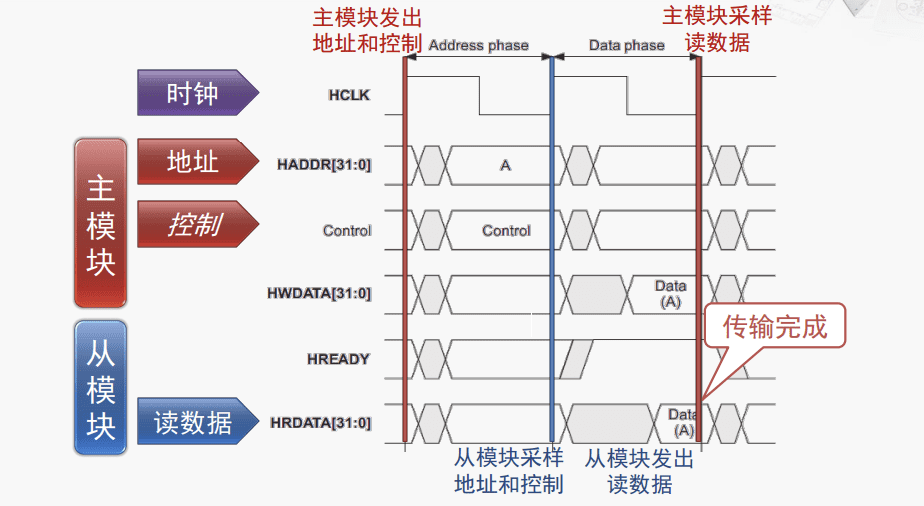 主模块发出
地址和控制
主模块采样
读数据
Address phase
Data phase
时钟
HCLK
主模块
地址
HADDR[31:0]
A
控制
Control
Control
HWDATA[31:0]
Data
(A)
传输完成
从模块
HREADY
读数据
HRDATA[31:0]
Data
(A)
从模块采样
地址和控制
从模块发出
读数据